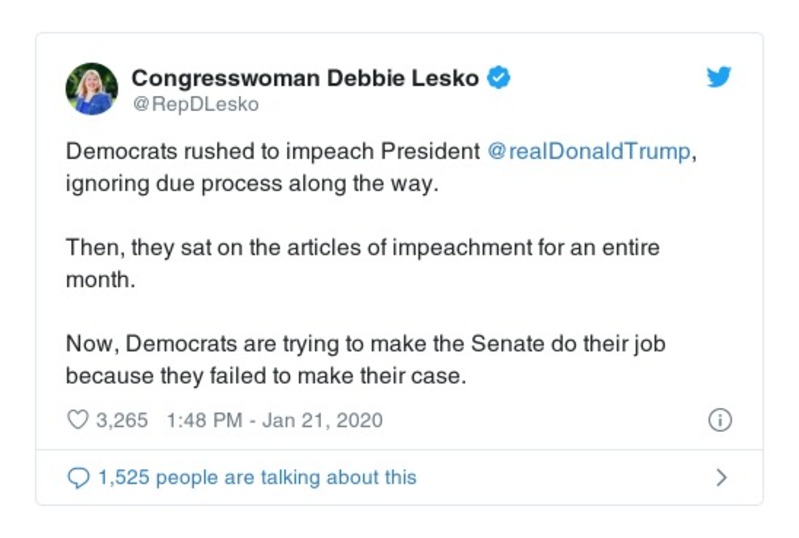 Congresswoman Debbie Lesko
@RepDLesko
Democrats rushed to impeach President @realDonaldTrump,
ignoring due process along the way.
Then, they sat on the articles of impeachment for an entire
month.
Now, Democrats are trying to make the Senate do their job
because they failed to make their case.
3,265 1:48 PM - Jan 21, 2020
1,525 people are talking about this